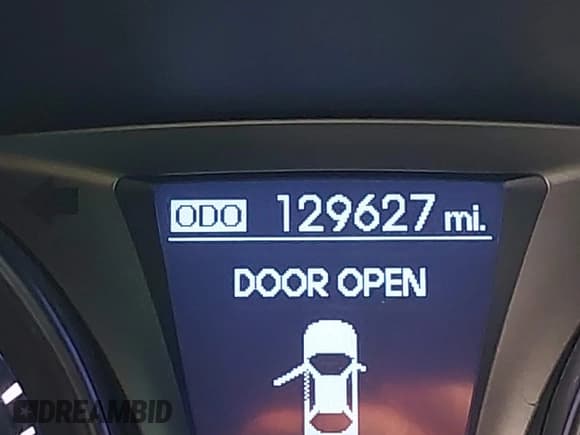 ODO 129627 mi.
DOOR OPEN
DREAMBID